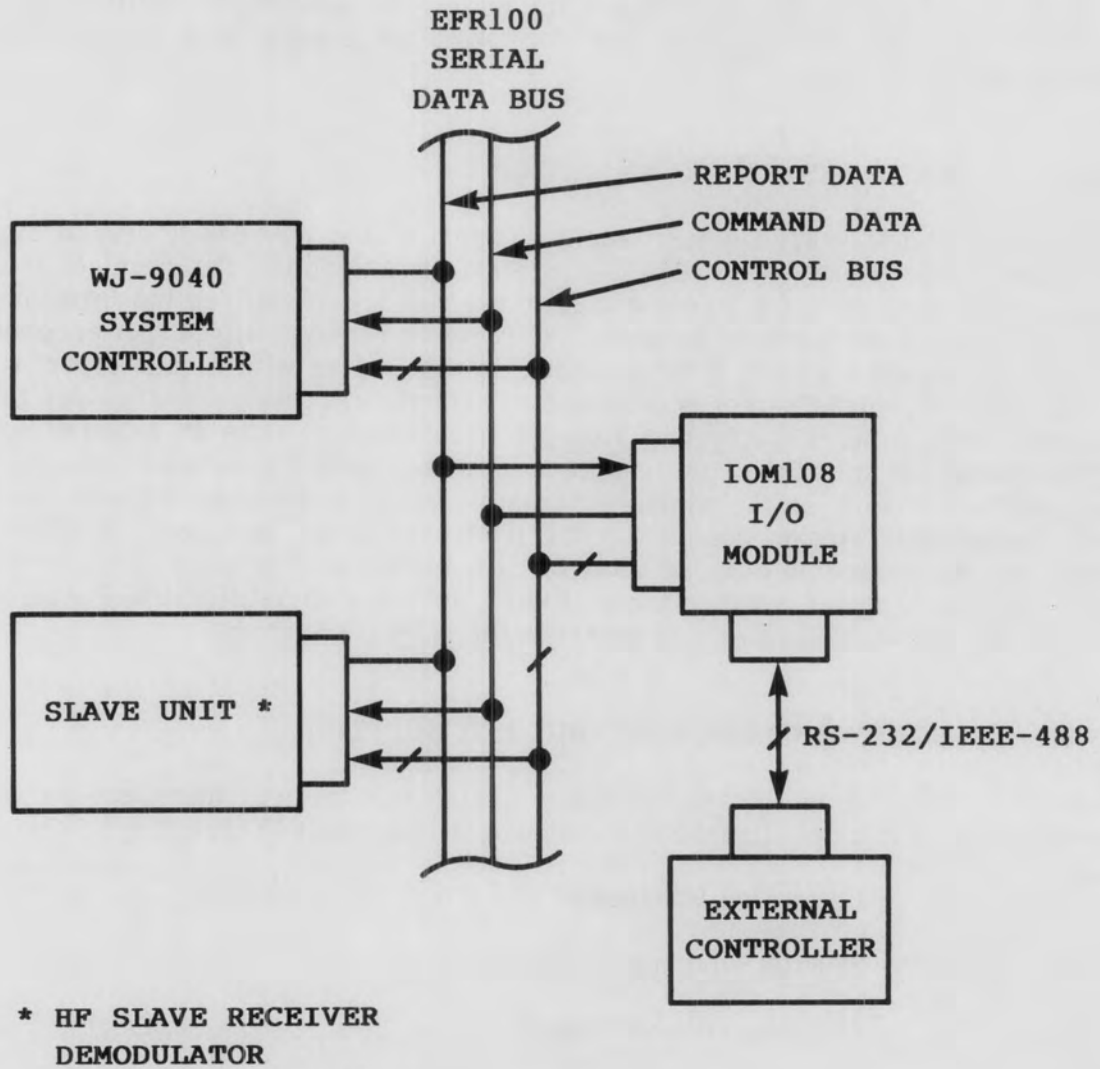 EFR100
SERIAL
DATA BUS
REPORT DATA
COMMAND DATA
CONTROL BUS
WJ-9040
SYSTEM
CONTROLLER
IOM108
I/O
MODULE
SLAVE UNIT *
RS-232/IEEE-488
EXTERNAL
CONTROLLER
* HF SLAVE RECEIVER
DEMODULATOR